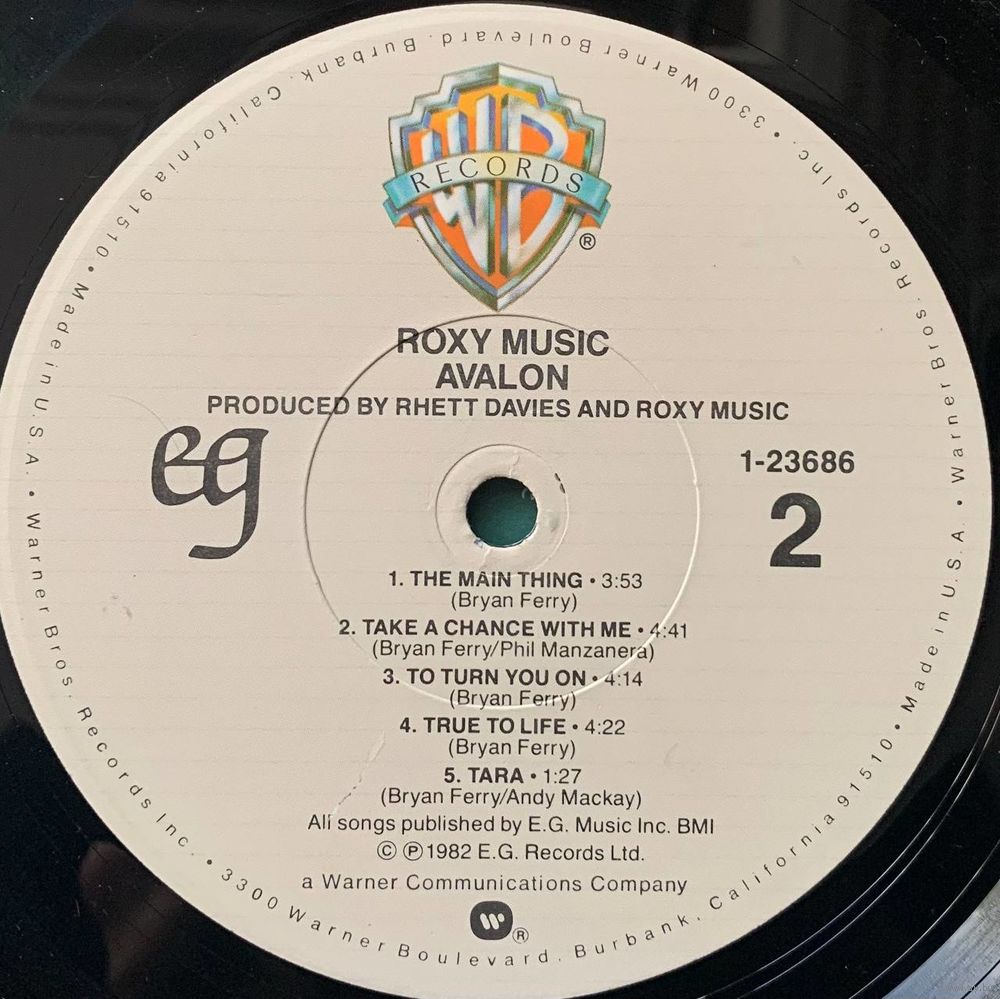 3300 Warner Boulevard. Burbank. California 91510 • Made in U.S.A. • Warner Bros. Records Inc. • 3300 Warner Boulevard. Burbank. California 91510 • Made in U.S.A. • Warner Bros. Records Inc. •
WB
RECORDS
®
ROXY MUSIC
AVALON
PRODUCED BY RHETT DAVIES AND ROXY MUSIC
eg
1-23686
2
1. THE MAIN THING • 3:53
(Bryan Ferry)
2. TAKE A CHANCE WITH ME • 4:41
(Bryan Ferry/Phil Manzanera)
3. TO TURN YOU ON • 4:14
(Bryan Ferry)
4. TRUE TO LIFE • 4:22
(Bryan Ferry)
5. TARA • 1:27
(Bryan Ferry/Andy Mackay)
All songs published by E.G. Music Inc. BMI
© ℗ 1982 E.G. Records Ltd.
a Warner Communications Company
®